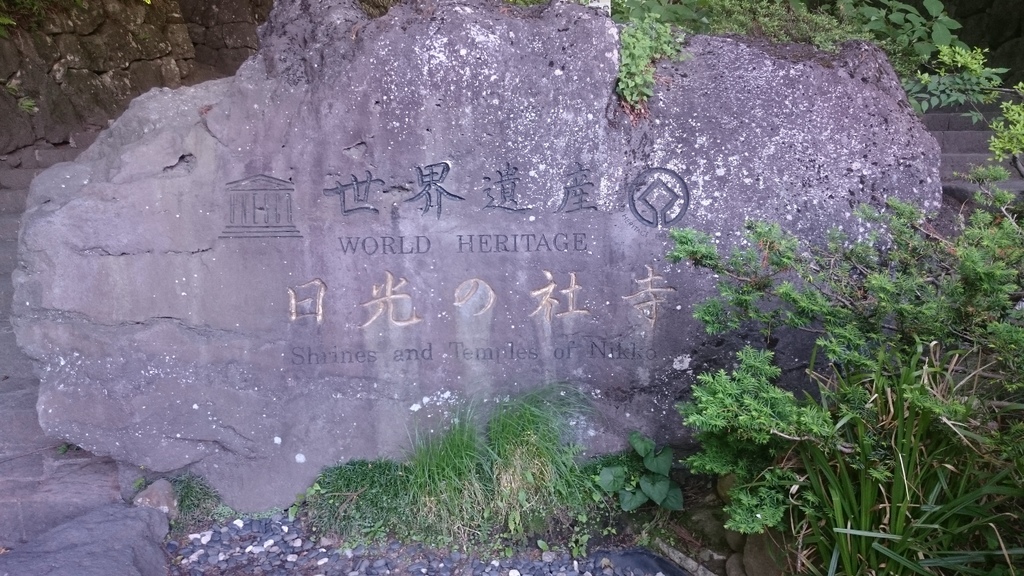 世界遺産
WORLD HERITAGE
日光の社寺
Shrines and Temples of Nikko